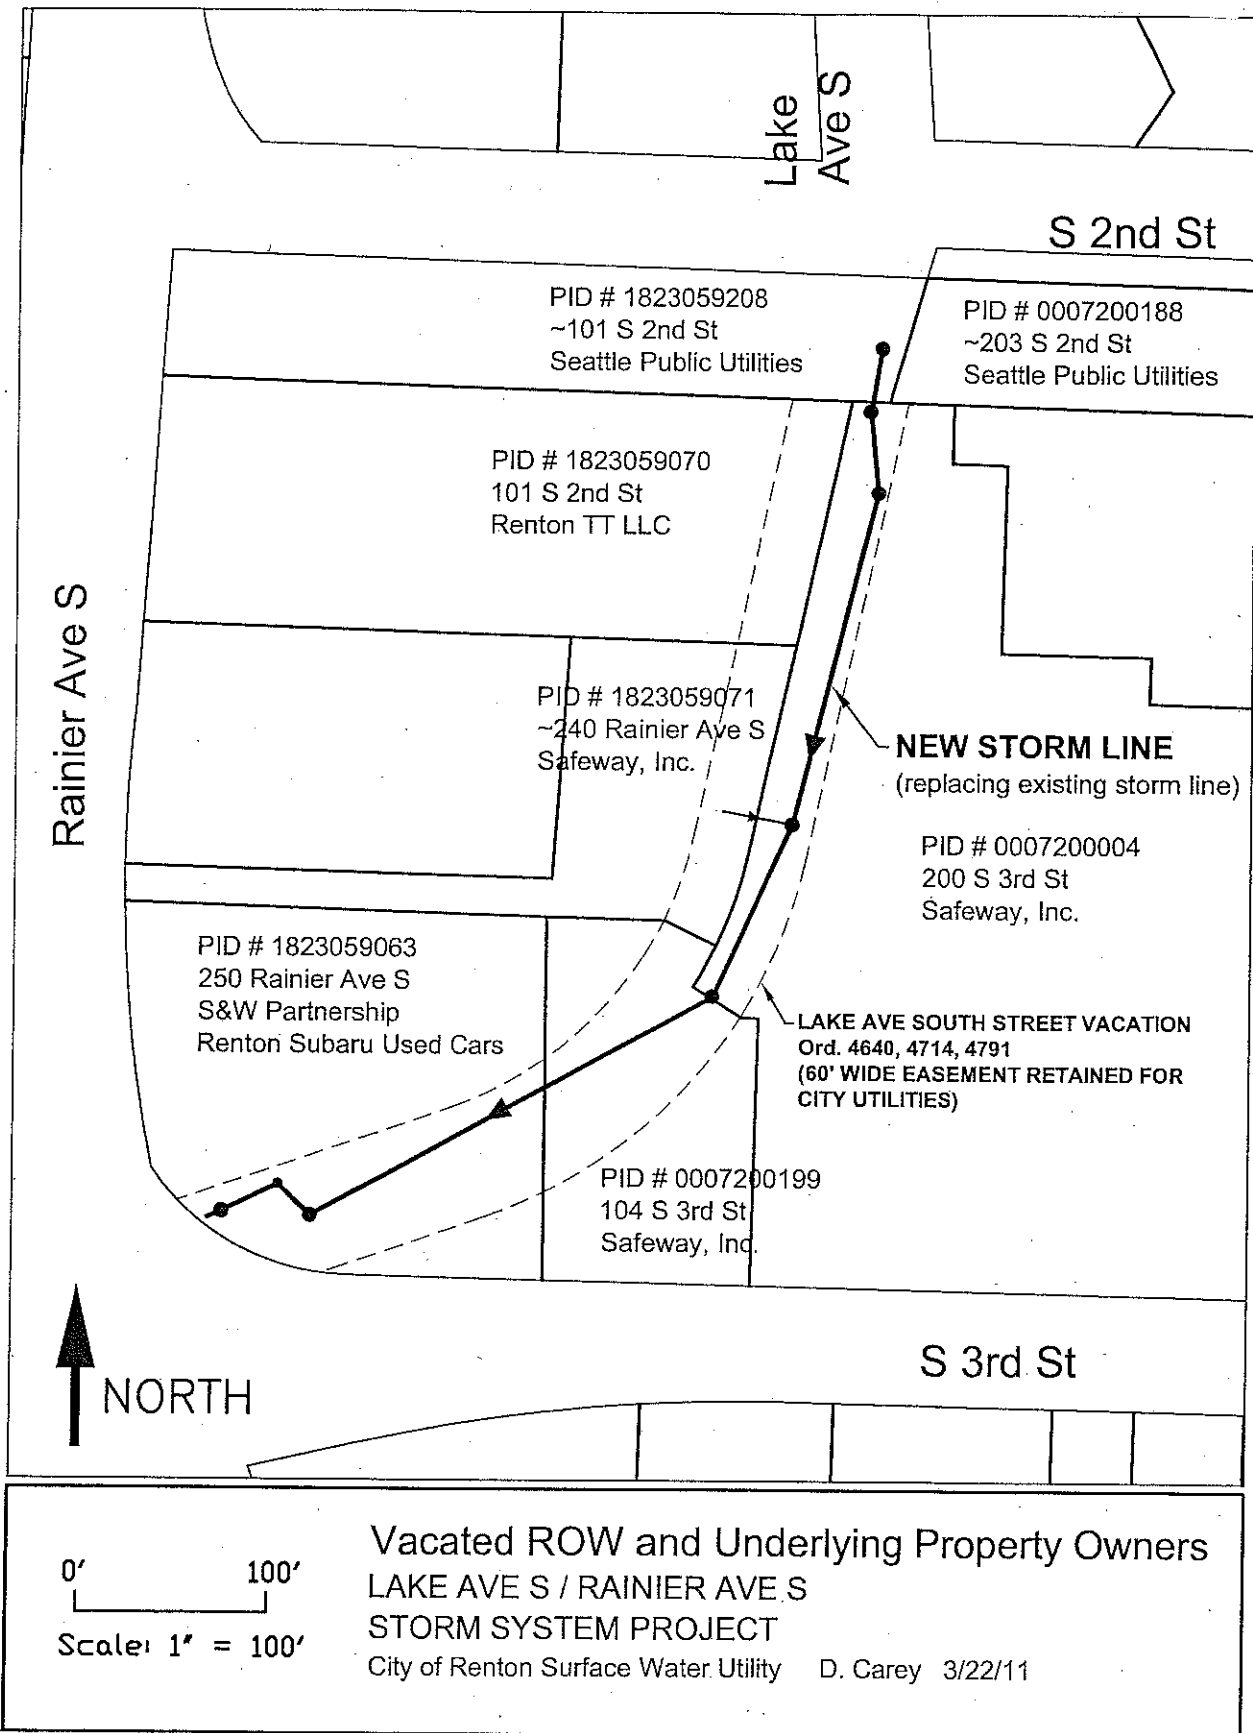 Lake
Ave S
S 2nd St
PID # 1823059208
~101 S 2nd St
Seattle Public Utilities
PID # 0007200188
~203 S 2nd St
Seattle Public Utilities
PID # 1823059070
101 S 2nd St
Renton TT LLC
Rainier Ave S
PID # 1823059071
~240 Rainier Ave S
Safeway, Inc.
NEW STORM LINE
(replacing existing storm line)
PID # 0007200004
200 S 3rd St
Safeway, Inc.
PID # 1823059063
250 Rainier Ave S
S&W Partnership
Renton Subaru Used Cars
LAKE AVE SOUTH STREET VACATION
Ord. 4640, 4714, 4791
(60' WIDE EASEMENT RETAINED FOR
CITY UTILITIES)
PID # 0007200199
104 S 3rd St
Safeway, Inc.
S 3rd St
NORTH
0' 100'
Scale: 1" = 100'
Vacated ROW and Underlying Property Owners
LAKE AVE S / RAINIER AVE S
STORM SYSTEM PROJECT
City of Renton Surface Water Utility D. Carey 3/22/11